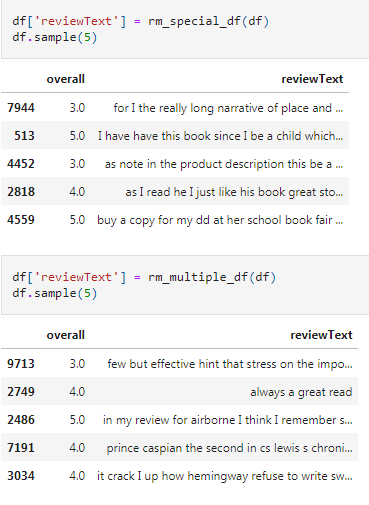 df['reviewText'] = rm_special_df(df)
df.sample(5)
overall reviewText
7944 3.0 for I the really long narrative of place and ...
513 5.0 I have have this book since I be a child which...
4452 3.0 as note in the product description this be a ...
2818 4.0 as I read he I just like his book great sto...
4559 5.0 buy a copy for my dd at her school book fair ...
df['reviewText'] = rm_multiple_df(df)
df.sample(5)
overall reviewText
9713 3.0 few but effective hint that stress on the impo...
2749 4.0 always a great read
2486 5.0 in my review for airborne I think I remember s...
7191 4.0 prince caspian the second in cs lewis s chroni...
3034 4.0 it crack I up how hemingway refuse to write sw...